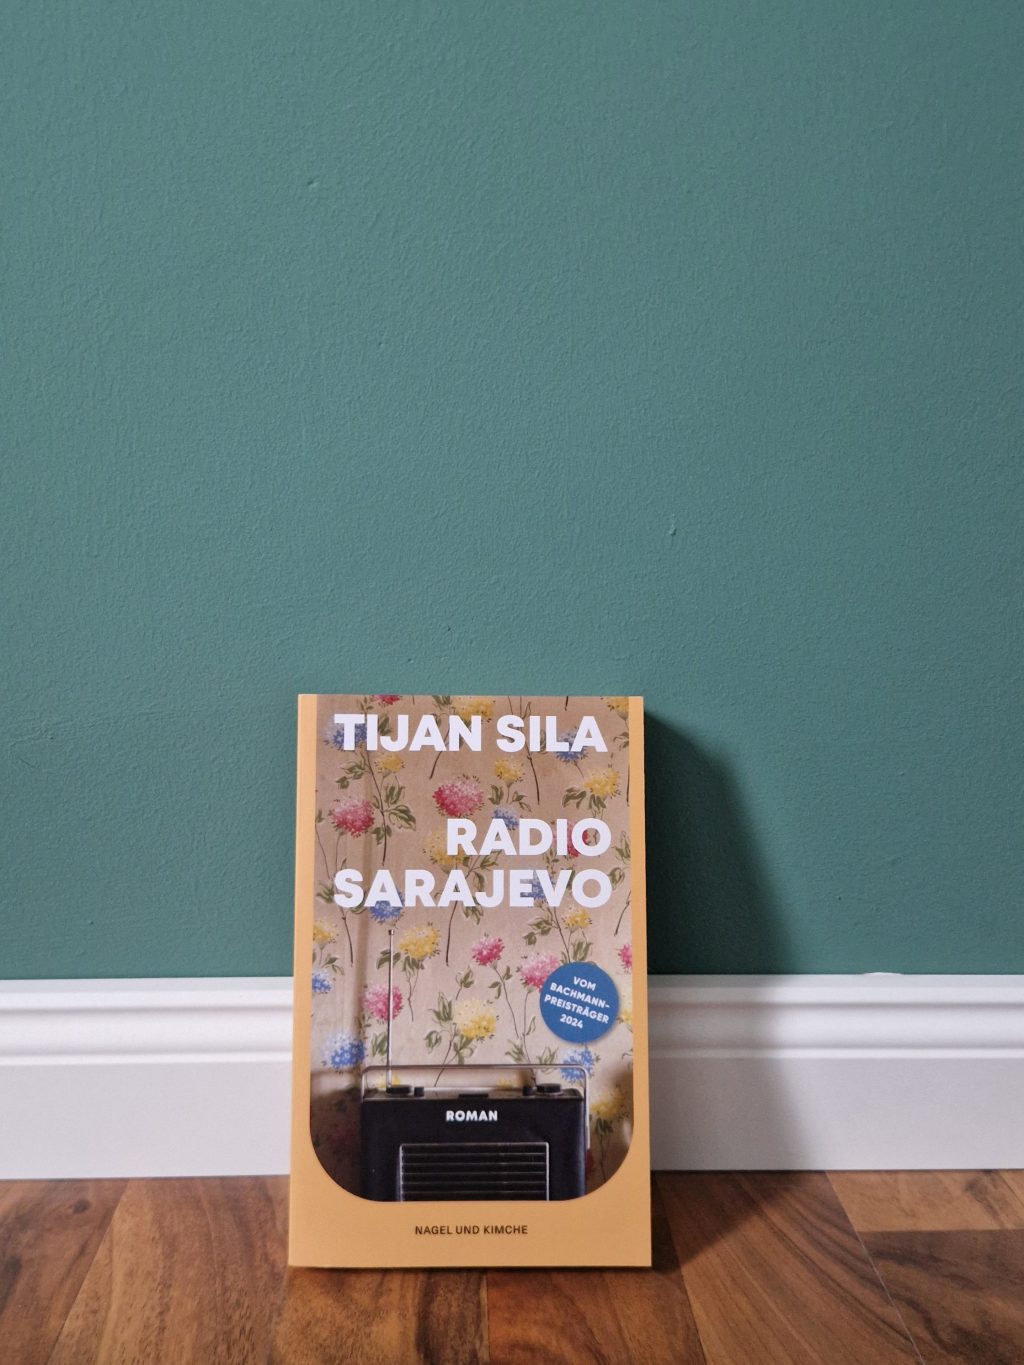 TIJAN SILA
RADIO
SARAJEVO
VOM
BACHMANN-
PREISTRÄGER
2024
ROMAN
NAGEL UND KIMCHE